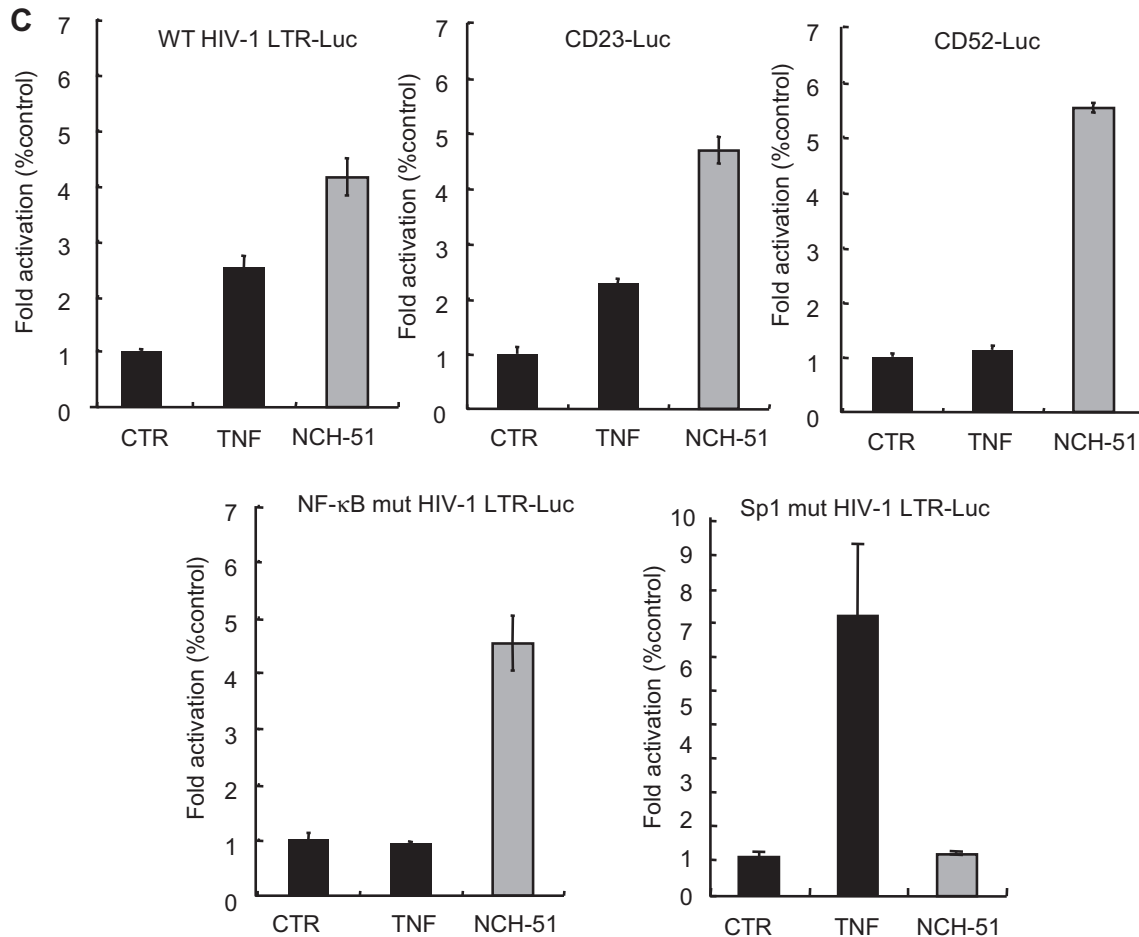 C
WT HIV-1 LTR-Luc
Fold activation (%control)
7
6
5
4
3
2
1
0
CTR TNF NCH-51
CD23-Luc
Fold activation (%control)
7
6
5
4
3
2
1
0
CTR TNF NCH-51
CD52-Luc
Fold activation (%control)
7
6
5
4
3
2
1
0
CTR TNF NCH-51
NF-κB mut HIV-1 LTR-Luc
Fold activation (%control)
7
6
5
4
3
2
1
0
CTR TNF NCH-51
Sp1 mut HIV-1 LTR-Luc
Fold activation (%control)
10
9
8
7
6
5
4
3
2
1
0
CTR TNF NCH-51